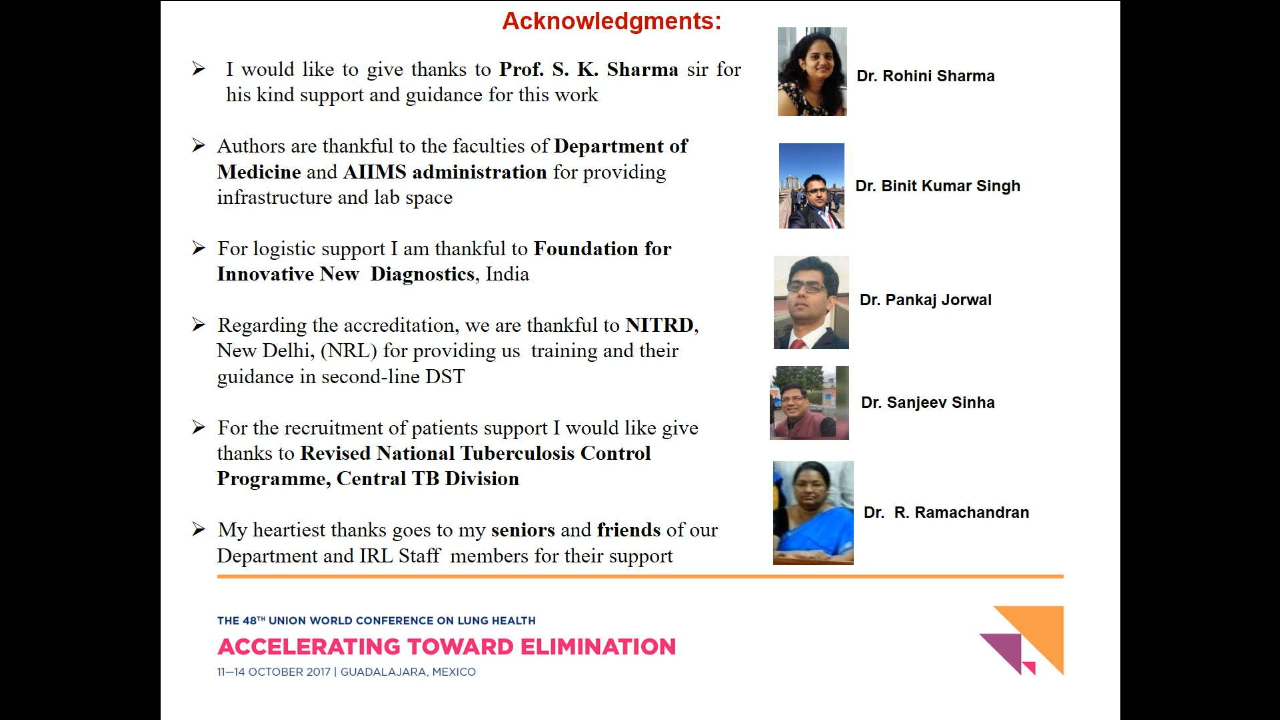 Acknowledgments:
➢ I would like to give thanks to Prof. S. K. Sharma sir for
his kind support and guidance for this work
➢ Authors are thankful to the faculties of Department of
Medicine and AIIMS administration for providing
infrastructure and lab space
➢ For logistic support I am thankful to Foundation for
Innovative New Diagnostics, India
➢ Regarding the accreditation, we are thankful to NITRD,
New Delhi, (NRL) for providing us training and their
guidance in second-line DST
➢ For the recruitment of patients support I would like give
thanks to Revised National Tuberculosis Control
Programme, Central TB Division
➢ My heartiest thanks goes to my seniors and friends of our
Department and IRL Staff members for their support
Dr. Rohini Sharma
Dr. Binit Kumar Singh
Dr. Pankaj Jorwal
Dr. Sanjeev Sinha
Dr. R. Ramachandran
THE 48TH UNION WORLD CONFERENCE ON LUNG HEALTH
ACCELERATING TOWARD ELIMINATION
11—14 OCTOBER 2017 | GUADALAJARA, MEXICO